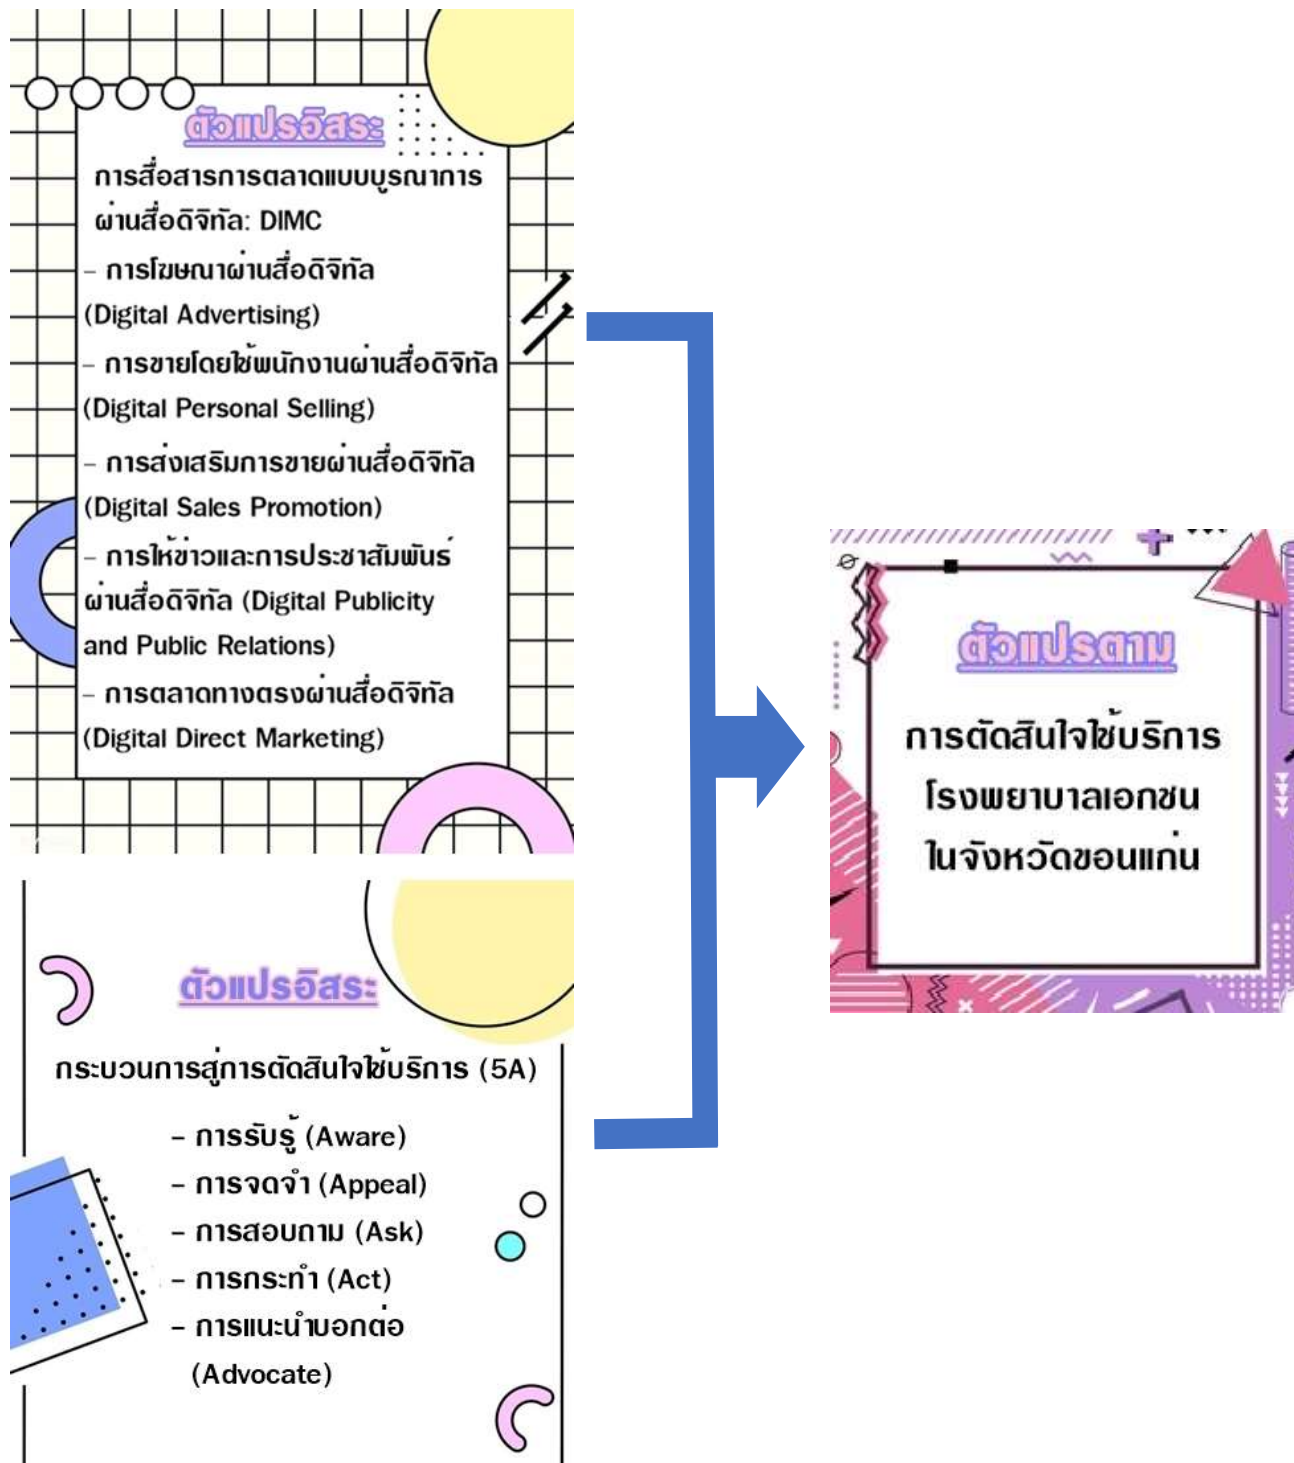 ตัวแปรอิสระ
การสื่อสารการตลาดแบบบูรณาการ
ผ่านสื่อดิจิทัล: DIMC
– การโฆษณาผ่านสื่อดิจิทัล
(Digital Advertising)
– การขายโดยใช้พนักงานผ่านสื่อดิจิทัล
(Digital Personal Selling)
– การส่งเสริมการขายผ่านสื่อดิจิทัล
(Digital Sales Promotion)
– การให้ข่าวและการประชาสัมพันธ์
ผ่านสื่อดิจิทัล (Digital Publicity
and Public Relations)
– การตลาดทางตรงผ่านสื่อดิจิทัล
(Digital Direct Marketing)
ตัวแปรอิสระ
กระบวนการสู่การตัดสินใจใช้บริการ (5A)
– การรับรู้ (Aware)
– การจดจำ (Appeal)
– การสอบถาม (Ask)
– การกระทำ (Act)
– การแนะนำบอกต่อ
(Advocate)
ตัวแปรตาม
การตัดสินใจใช้บริการ
โรงพยาบาลเอกชน
ในจังหวัดขอนแก่น